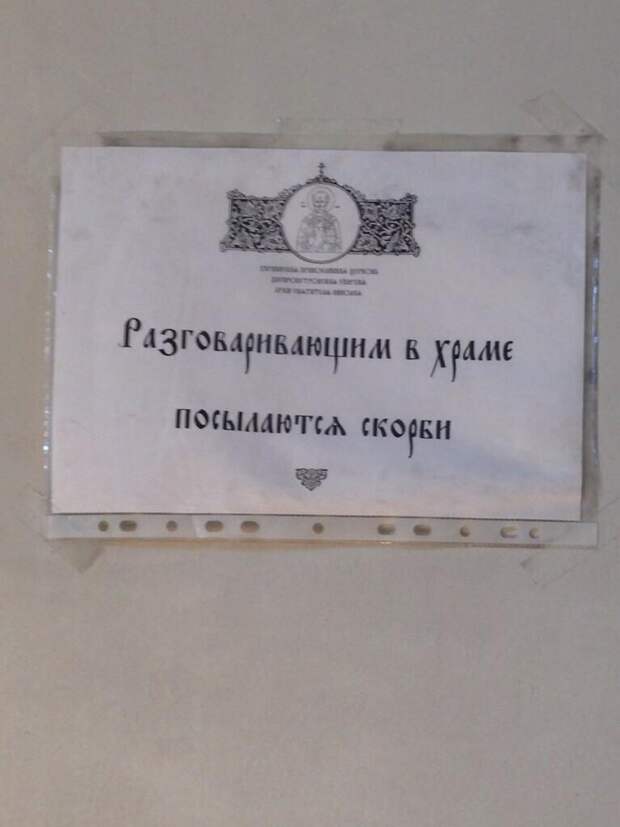 Разговаривающим в храме
посылаются скорби